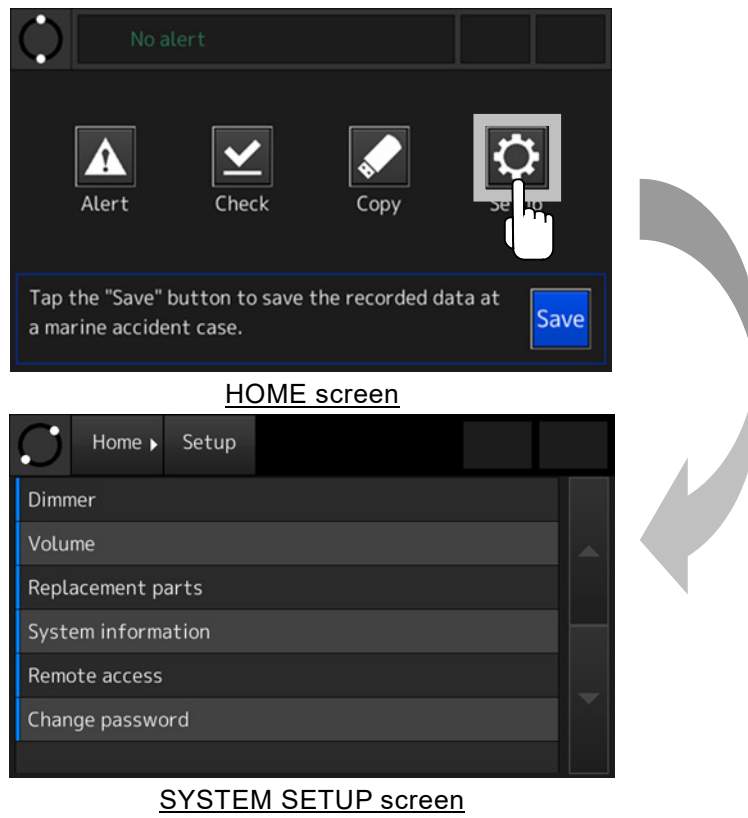 No alert
Alert
Check
Copy
Setup
Tap the "Save" button to save the recorded data at
a marine accident case.
Save
HOME screen
Home
Setup
Dimmer
Volume
Replacement parts
System information
Remote access
Change password
SYSTEM SETUP screen